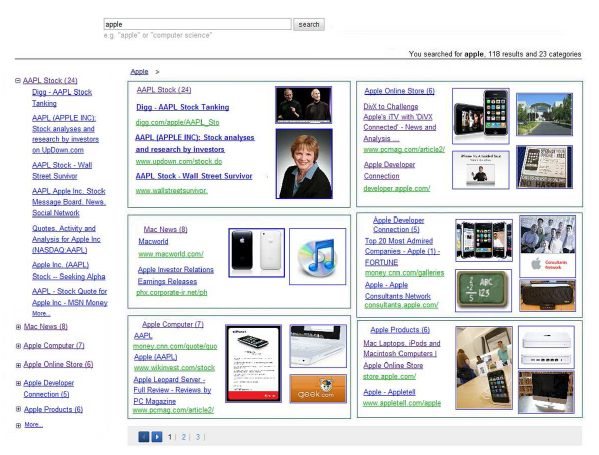 apple
search
e.g. "apple" or "computer science"
You searched for apple, 118 results and 23 categories
AAPL Stock (24)
Digg - AAPL Stock
Tanking
AAPL (APPLE INC):
Stock analyses and
research by investors
on UpDown.com
AAPL Stock - Wall
Street Survivor
AAPL Apple Inc. Stock
Message Board, News,
Social Network
Quotes, Activity and
Analysis for Apple Inc
(NASDAQ:AAPL)
Apple Inc. (AAPL)
Stock -- Seeking Alpha
AAPL - Stock Quote for
Apple Inc - MSN Money
More...
Mac News (8)
Apple Computer (7)
Apple Online Store (6)
Apple Developer
Connection (5)
Apple Products (6)
More...
Apple >
AAPL Stock (24)
Digg - AAPL Stock Tanking
digg.com/apple/AAPL_Sto
AAPL (APPLE INC): Stock analyses
and research by investors
www.updown.com/stock.do
AAPL Stock - Wall Street Survivor
www.wallstreetsurvivor.
Apple Online Store (6)
DivX to Challenge
Apple's iTV with 'DiVX
Connected' - News and
Analysis ....
www.pcmag.com/article2/
Apple Developer
Connection
developer.apple.com/
Mac News (8)
Macworld
www.macworld.com/
Apple Investor Relations
Earnings Releases
phx.corporate-ir.net/ph
Apple Developer
Connection (5)
Top 20 Most Admired
Companies - Apple (1) -
FORTUNE
money.cnn.com/galleries
Apple - Apple
Consultants Network
consultants.apple.com/
ABC
123
Consultants
Network
Apple Computer (7)
AAPL
money.cnn.com/quote/quo
Apple (AAPL)
www.wikinvest.com/stock
Apple Leopard Server -
Full Review - Reviews by
PC Magazine
www.pcmag.com/article2/
geek.com
Apple Products (6)
Mac Laptops, iPods and
Macintosh Computers |
Apple Online Store
store.apple.com/
Apple - Appletell
www.appletell.com/apple
1 | 2 | 3 |